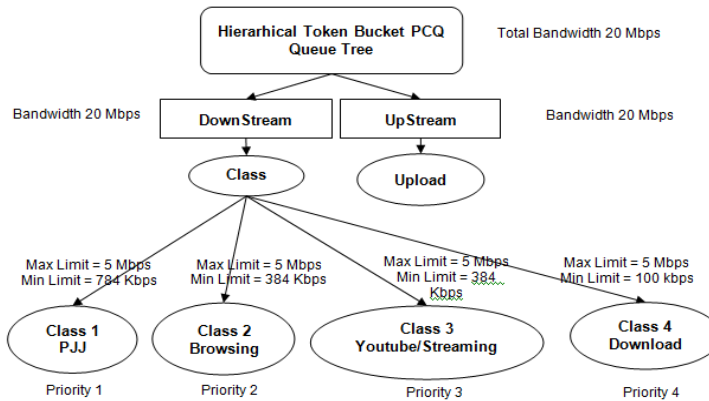 Hierarhical Token Bucket PCQ
Queue Tree
Total Bandwidth 20 Mbps
Bandwidth 20 Mbps
DownStream
UpStream
Bandwidth 20 Mbps
Class
Upload
Max Limit = 5 Mbps
Min Limit = 784 Kbps
Max Limit = 5 Mbps
Min Limit = 384 Kbps
Max Limit = 5 Mbps
Min Limit = 384
Kbps
Max Limit = 5 Mbps
Min Limit = 100 kbps
Class 1
PJJ
Class 2
Browsing
Class 3
Youtube/Streaming
Class 4
Download
Priority 1
Priority 2
Priority 3
Priority 4